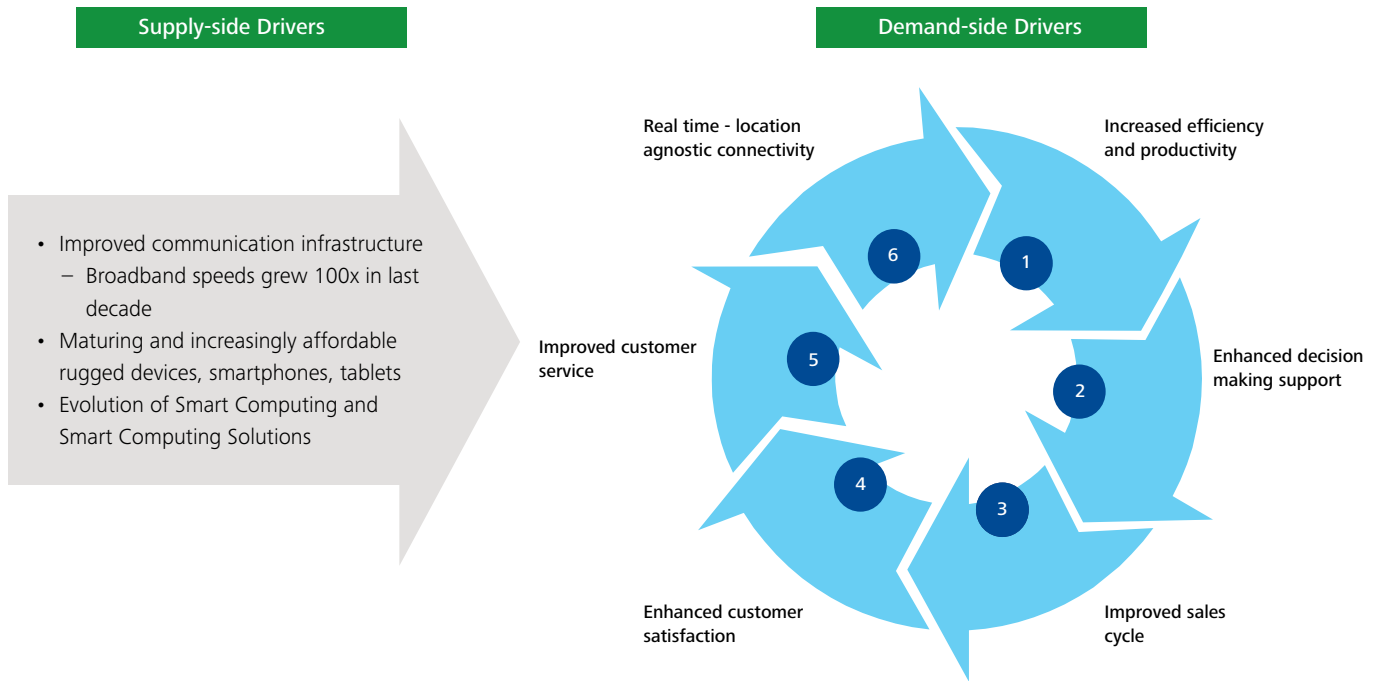 Supply-side Drivers
• Improved communication infrastructure
– Broadband speeds grew 100x in last
decade
• Maturing and increasingly affordable
rugged devices, smartphones, tablets
• Evolution of Smart Computing and
Smart Computing Solutions
Demand-side Drivers
1
Increased efficiency
and productivity
2
Enhanced decision
making support
3
Improved sales
cycle
4
Enhanced customer
satisfaction
5
Improved customer
service
6
Real time - location
agnostic connectivity